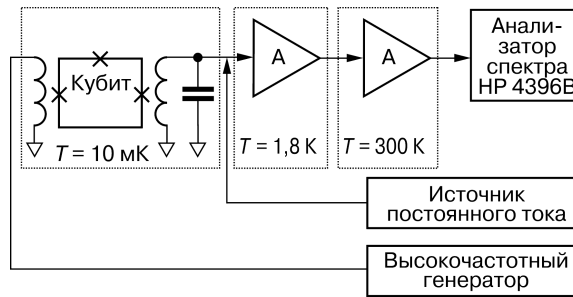 Анали-
затор
спектра
HP 4396B
A
A
Кубит
T = 10 мК
T = 1,8 К
T = 300 К
Источник
постоянного тока
Высокочастотный
генератор